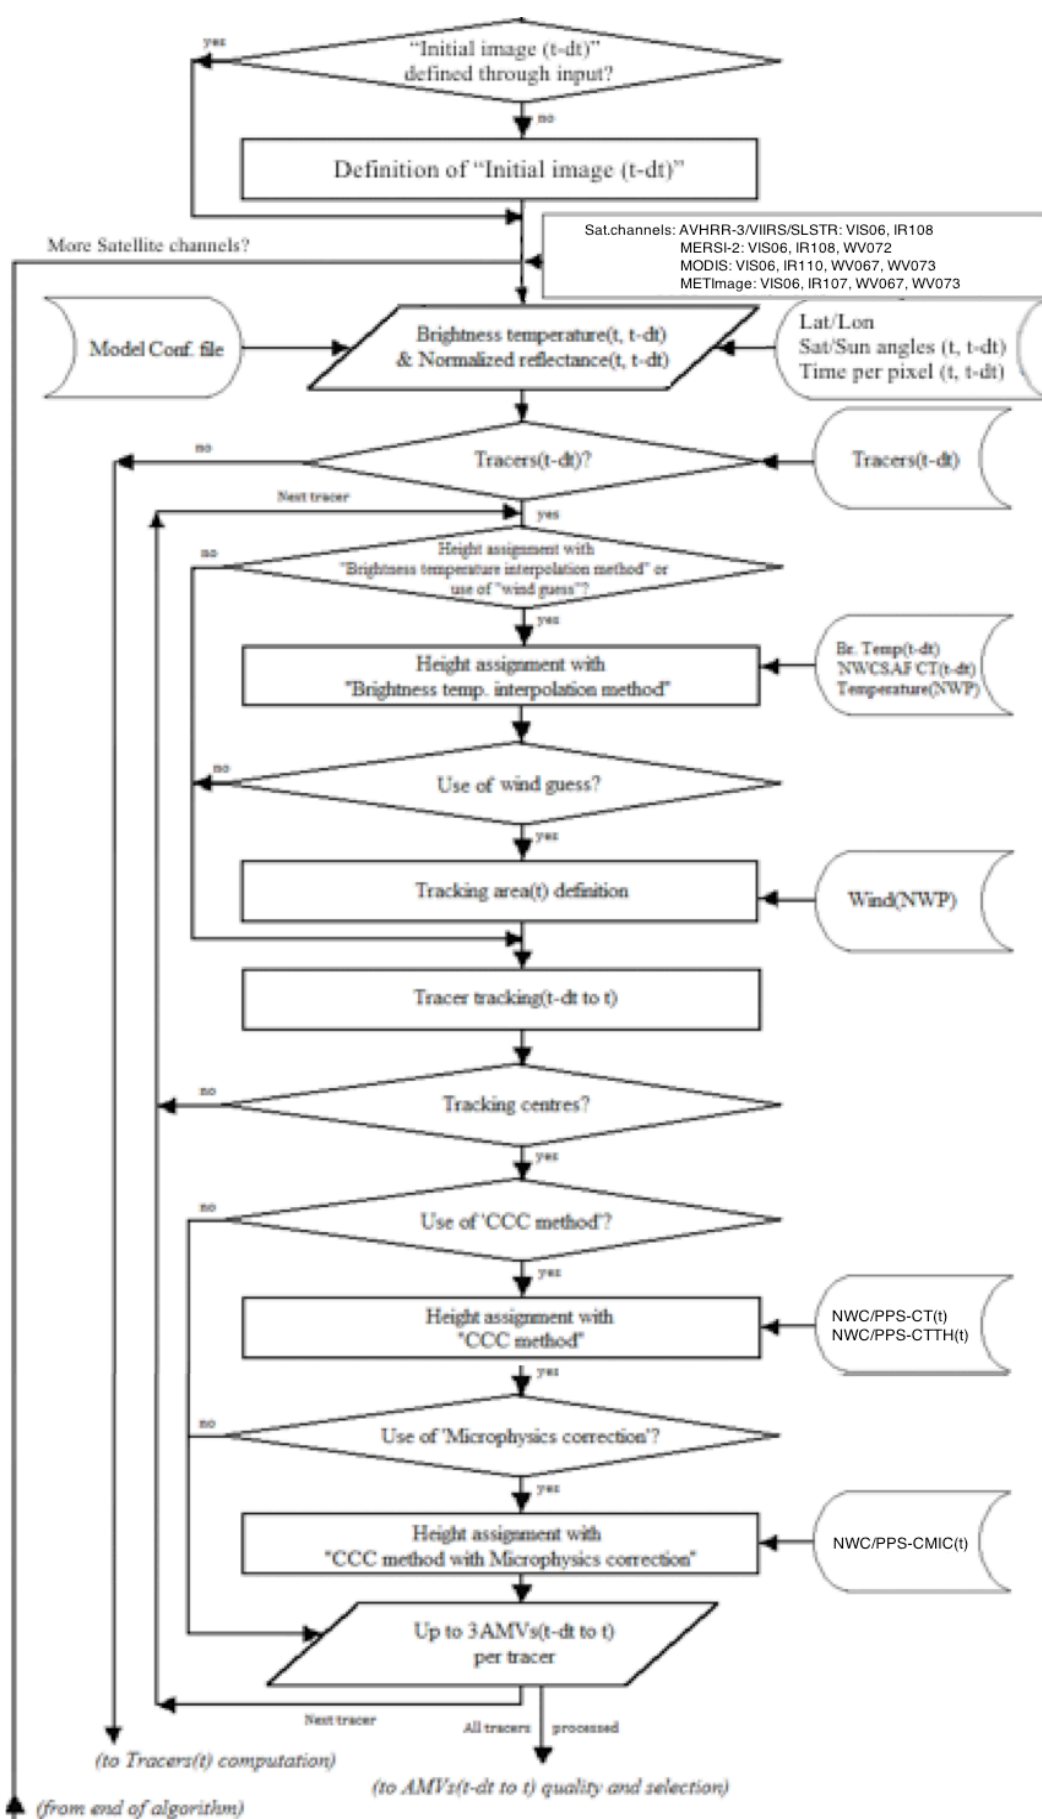 yes
"Initial image (t-dt)"
defined through input?
no
Definition of "Initial image (t-dt)"
More Satellite channels?
Sat.channels: AVHRR-3/VIIRS/SLSTR: VIS06, IR108
MERSI-2: VIS06, IR108, WV072
MODIS: VIS06, IR110, WV067, WV073
METImage: VIS06, IR107, WV067, WV073
Model Conf. file
Brightness temperature(t, t-dt)
& Normalized reflectance(t, t-dt)
Lat/Lon
Sat/Sun angles (t, t-dt)
Time per pixel (t, t-dt)
no
Tracers(t-dt)?
Tracers(t-dt)
Next tracer
yes
no
Height assignment with
"Brightness temperature interpolation method" or
use of "wind guess"?
yes
Height assignment with
"Brightness temp. interpolation method"
Br. Temp(t-dt)
'NWCSAF CT(t-dt)
Temperature(NWP)
no
Use of wind guess?
yes
Tracking area(t) definition
Wind(NWP)
Tracer tracking(t-dt to t)
no
Tracking centres?
yes
no
Use of 'CCC method'?
yes
Height assignment with
"CCC method"
NWC/PPS-CT(t)
NWC/PPS-CTTH(t)
yes
no
Use of 'Microphysics correction'?
yes
Height assignment with
"CCC method with Microphysics correction"
NWC/PPS-CMIC(t)
Up to 3AMVs(t-dt to t)
per tracer
Next tracer
All tracers processed
(to Tracers(t) computation)
(to AMVs(t-dt to t) quality and selection)
(from end of algorithm)